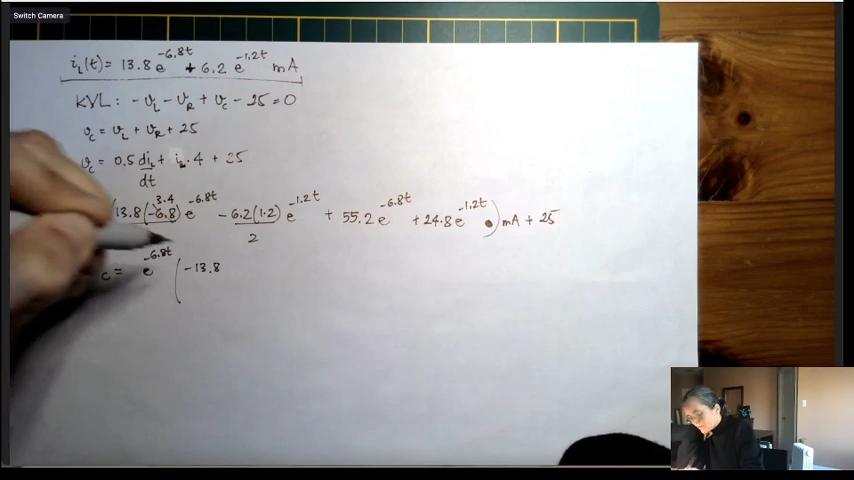 Switch Camera
i_L(t) = 13.8 e^{-6.8t} + 6.2 e^{-1.2t} mA
KVL: -v_L - v_R + v_C - 25 = 0
v_C = v_L + v_R + 25
v_C = 0.5 di_L/dt + i_L . 4 + 25
(13.8(-6.8) 3.4 e^{-6.8t} - 6.2(1.2)/2 e^{-1.2t} + 55.2 e^{-6.8t} + 24.8 e^{-1.2t}) mA + 25
c = e^{-6.8t} (-13.8